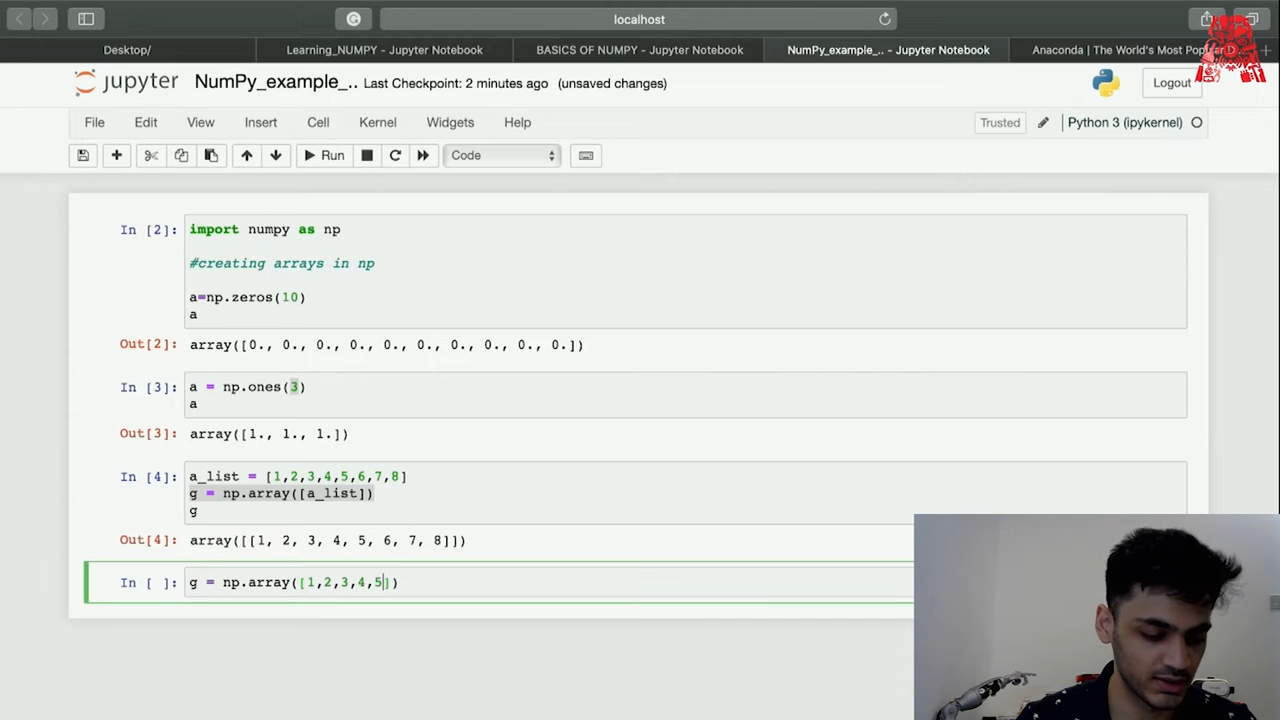 localhost
Desktop/
Learning_NUMPY - Jupyter Notebook
BASICS OF NUMPY - Jupyter Notebook
NumPy_example_.. - Jupyter Notebook
Anaconda | The World's Most Popular D
jupyter NumPy_example_.. Last Checkpoint: 2 minutes ago (unsaved changes)
Logout
File Edit View Insert Cell Kernel Widgets Help
Trusted
Python 3 (ipykernel)
Run
Code
In [2]: import numpy as np
#creating arrays in np
a=np.zeros(10)
a
Out[2]: array([0., 0., 0., 0., 0., 0., 0., 0., 0., 0.])
In [3]: a = np.ones(3)
a
Out[3]: array([1., 1., 1.])
In [4]: a_list = [1,2,3,4,5,6,7,8]
g = np.array([a_list])
g
Out[4]: array([[1, 2, 3, 4, 5, 6, 7, 8]])
In [ ]: g = np.array([1,2,3,4,5])